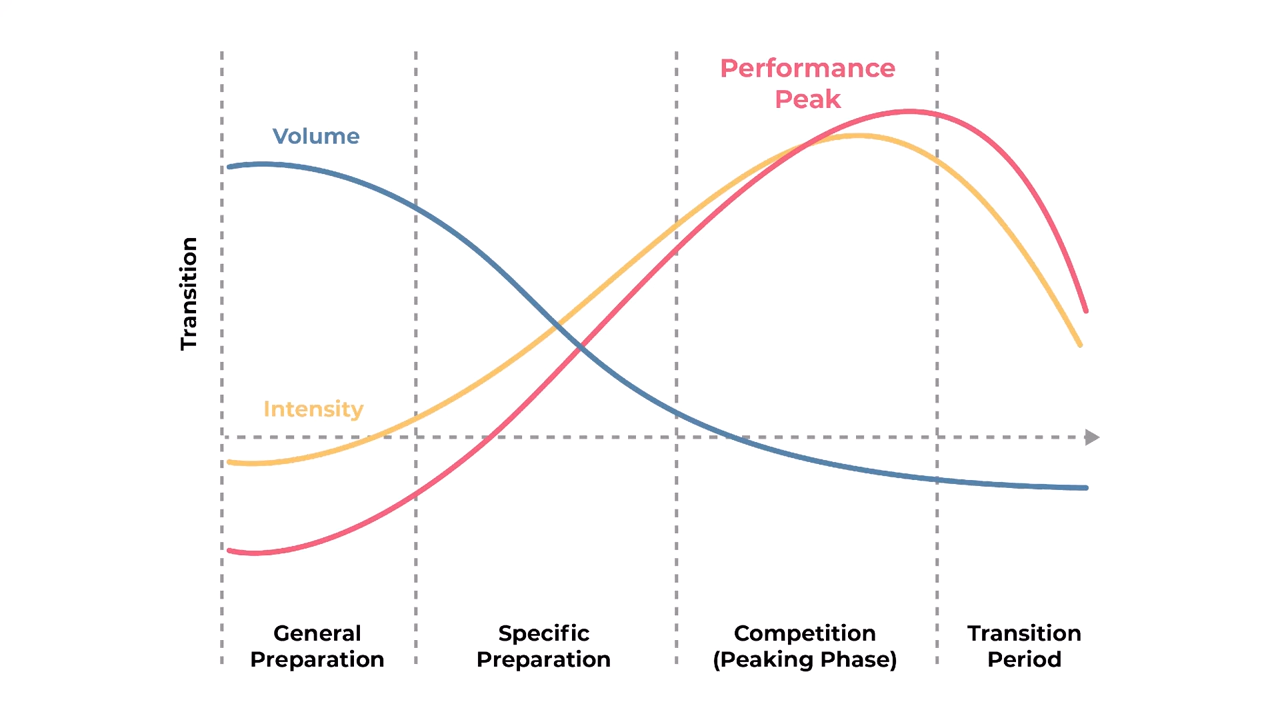 Performance
Peak
Volume
Transition
Intensity
General
Preparation
Specific
Preparation
Competition
(Peaking Phase)
Transition
Period